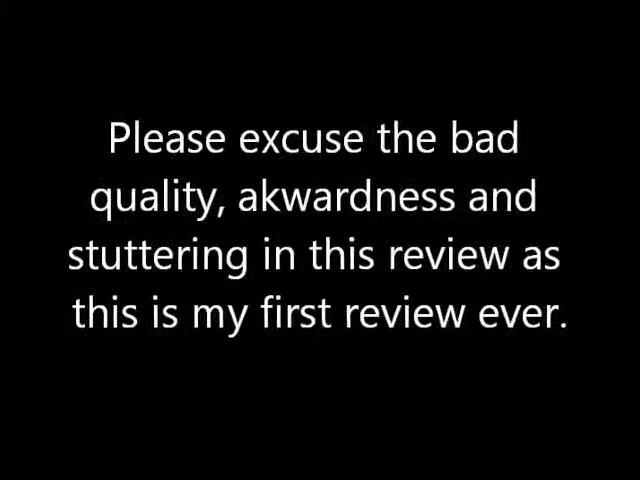 Please excuse the bad
quality, akwardness and
stuttering in this review as
this is my first review ever.